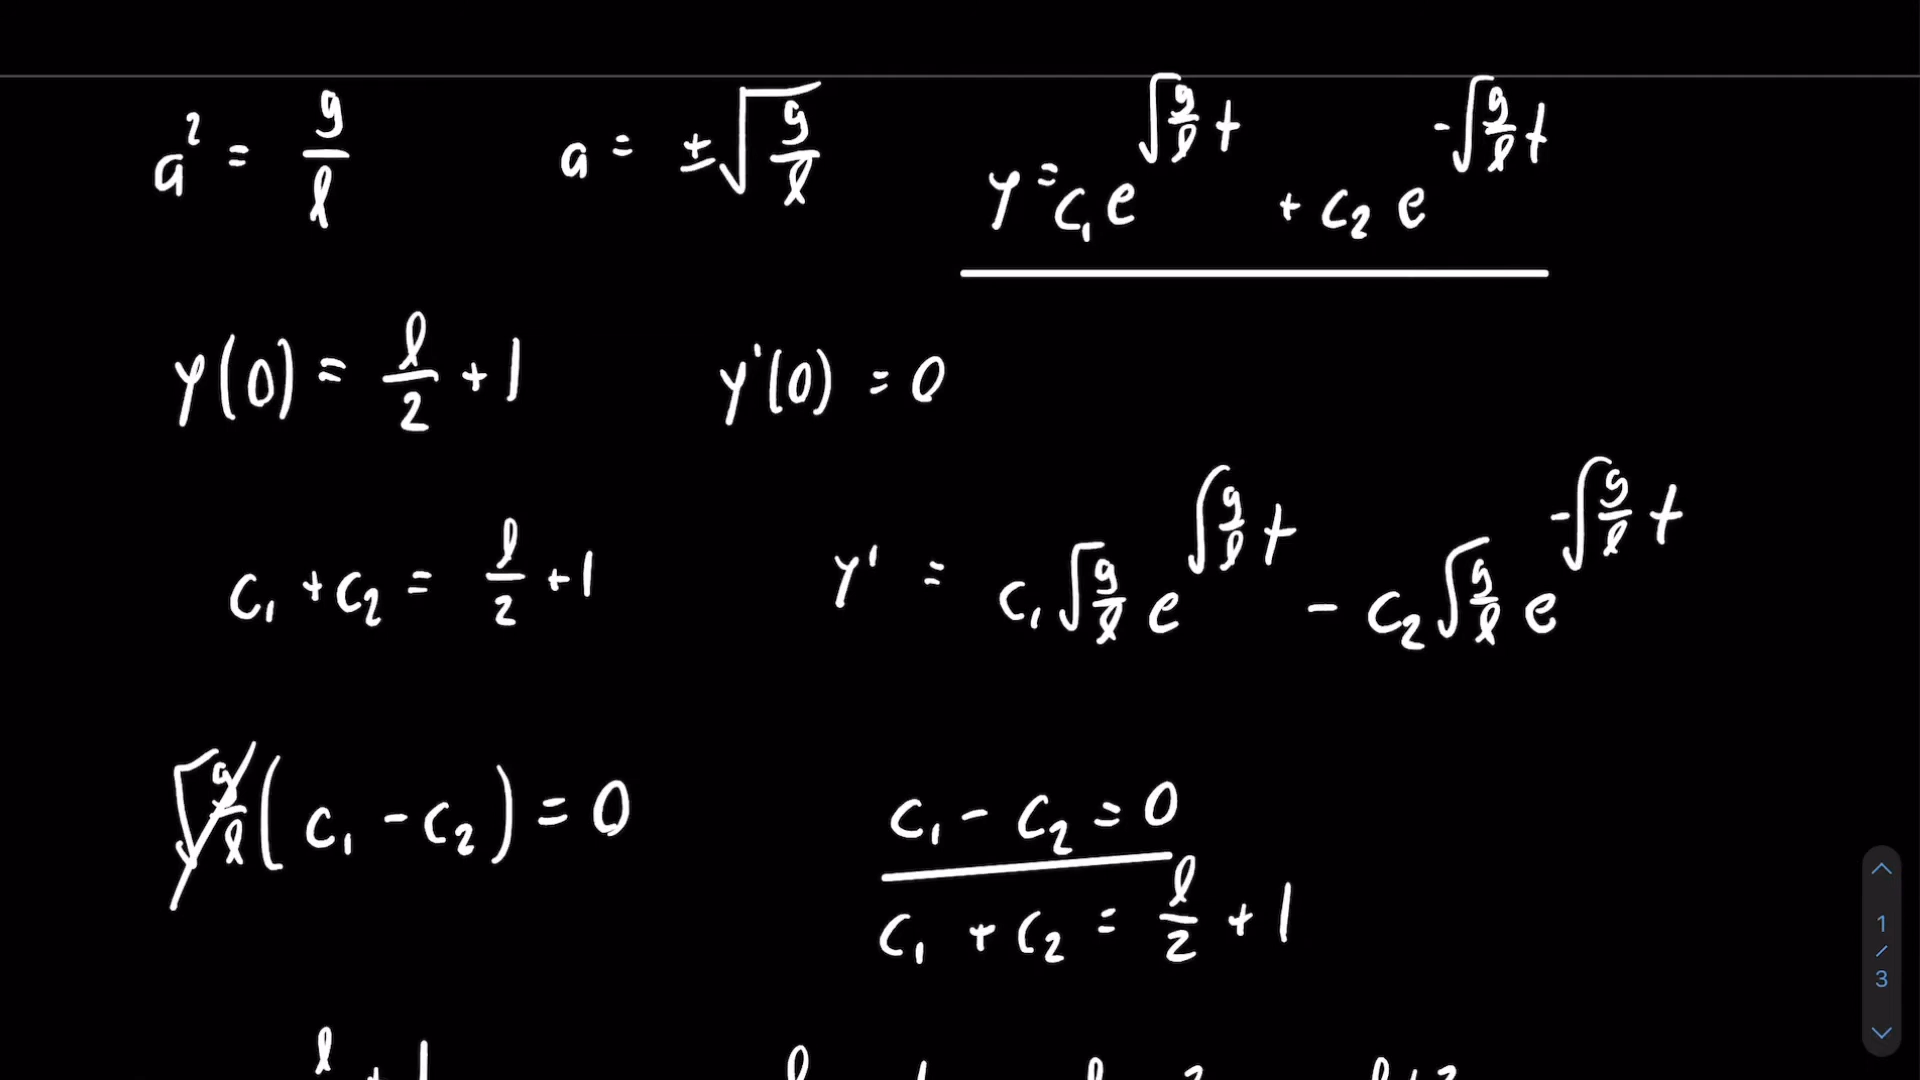 a² = g/ℓ    a = ±√(g/ℓ)    y = c₁e^(√(g/ℓ) t) + c₂e^(-√(g/ℓ) t)
y(0) = ℓ/2 + 1    y'(0) = 0
c₁ + c₂ = ℓ/2 + 1    y' = c₁√(g/ℓ) e^(√(g/ℓ) t) - c₂√(g/ℓ) e^(-√(g/ℓ) t)
√(g/ℓ)(c₁ - c₂) = 0    c₁ - c₂ = 0
c₁ + c₂ = ℓ/2 + 1
1
/
3